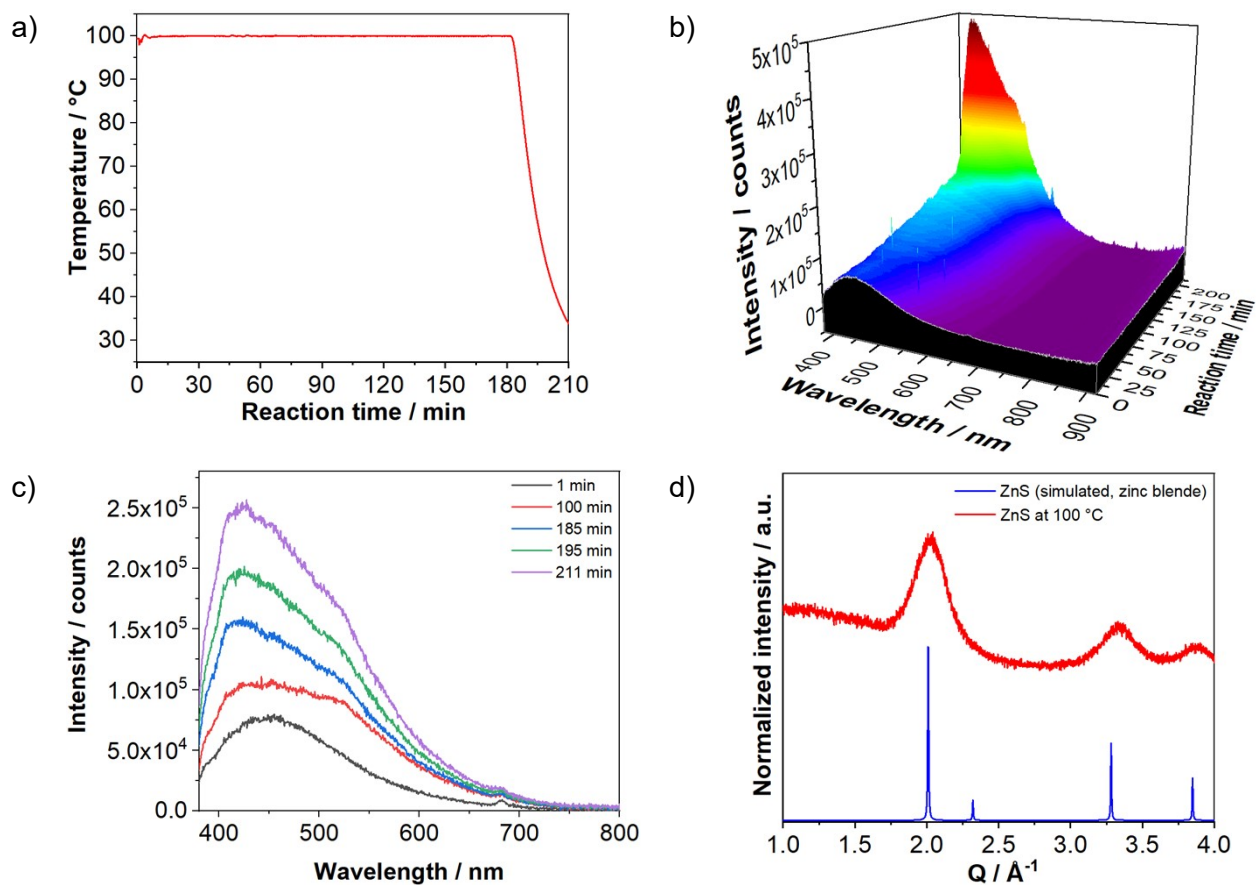 a)
Temperature / °C
100
90
80
70
60
50
40
30
0 30 60 90 120 150 180 210
Reaction time / min
b)
Intensity / counts
5x10⁵
4x10⁵
3x10⁵
2x10⁵
1x10⁵
0
400 500 600 700 800 900
Wavelength / nm
200
175
150
125
100
75
50
25
0
Reaction time / min
c)
Intensity / counts
2.5x10⁵
2.0x10⁵
1.5x10⁵
1.0x10⁵
5.0x10⁴
0.0
1 min
100 min
185 min
195 min
211 min
400 500 600 700 800
Wavelength / nm
d)
Normalized intensity / a.u.
ZnS (simulated, zinc blende)
ZnS at 100 °C
1.0 1.5 2.0 2.5 3.0 3.5 4.0
Q / Å⁻¹